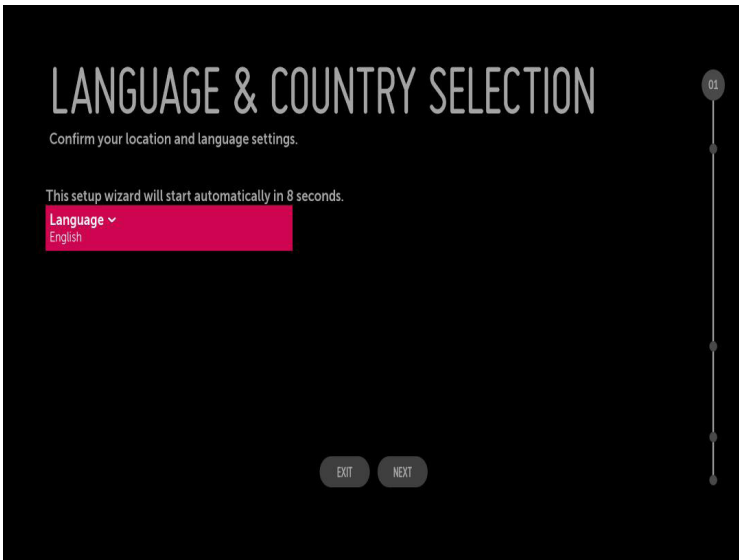 LANGUAGE & COUNTRY SELECTION
01
Confirm your location and language settings.
This setup wizard will start automatically in 8 seconds.
Language
English
EXIT
NEXT